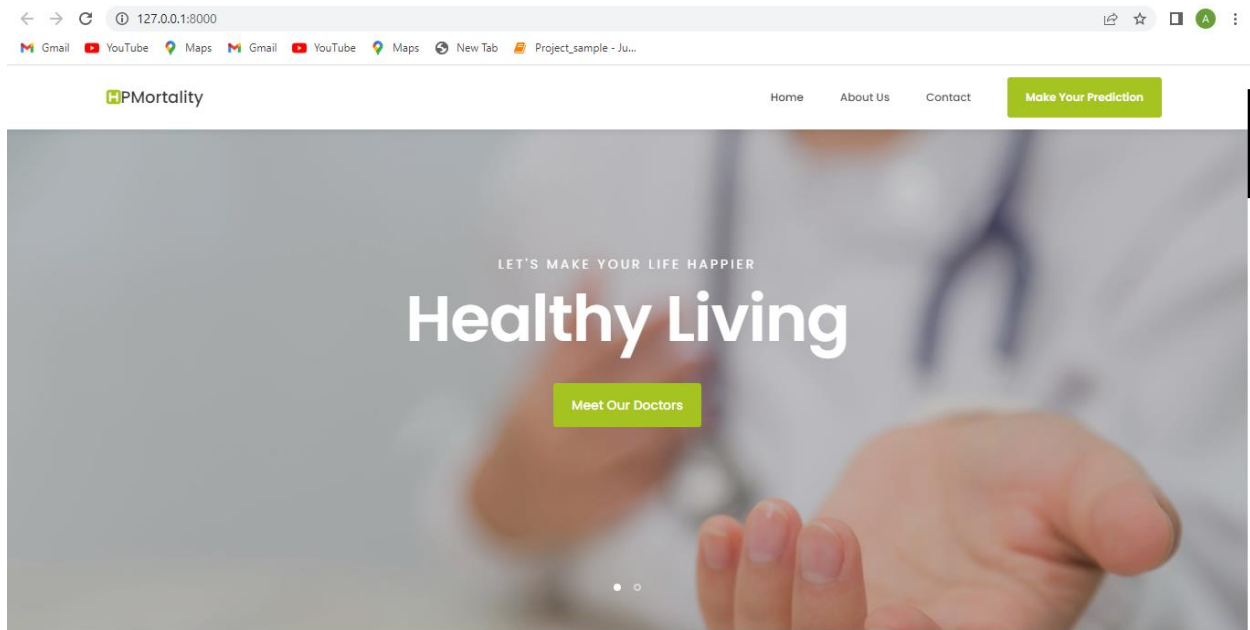 127.0.0.1:8000
A
Gmail YouTube Maps Gmail YouTube Maps New Tab Project_sample - Ju...
HPMortality Home About Us Contact Make Your Prediction
LET'S MAKE YOUR LIFE HAPPIER
Healthy Living
Meet Our Doctors